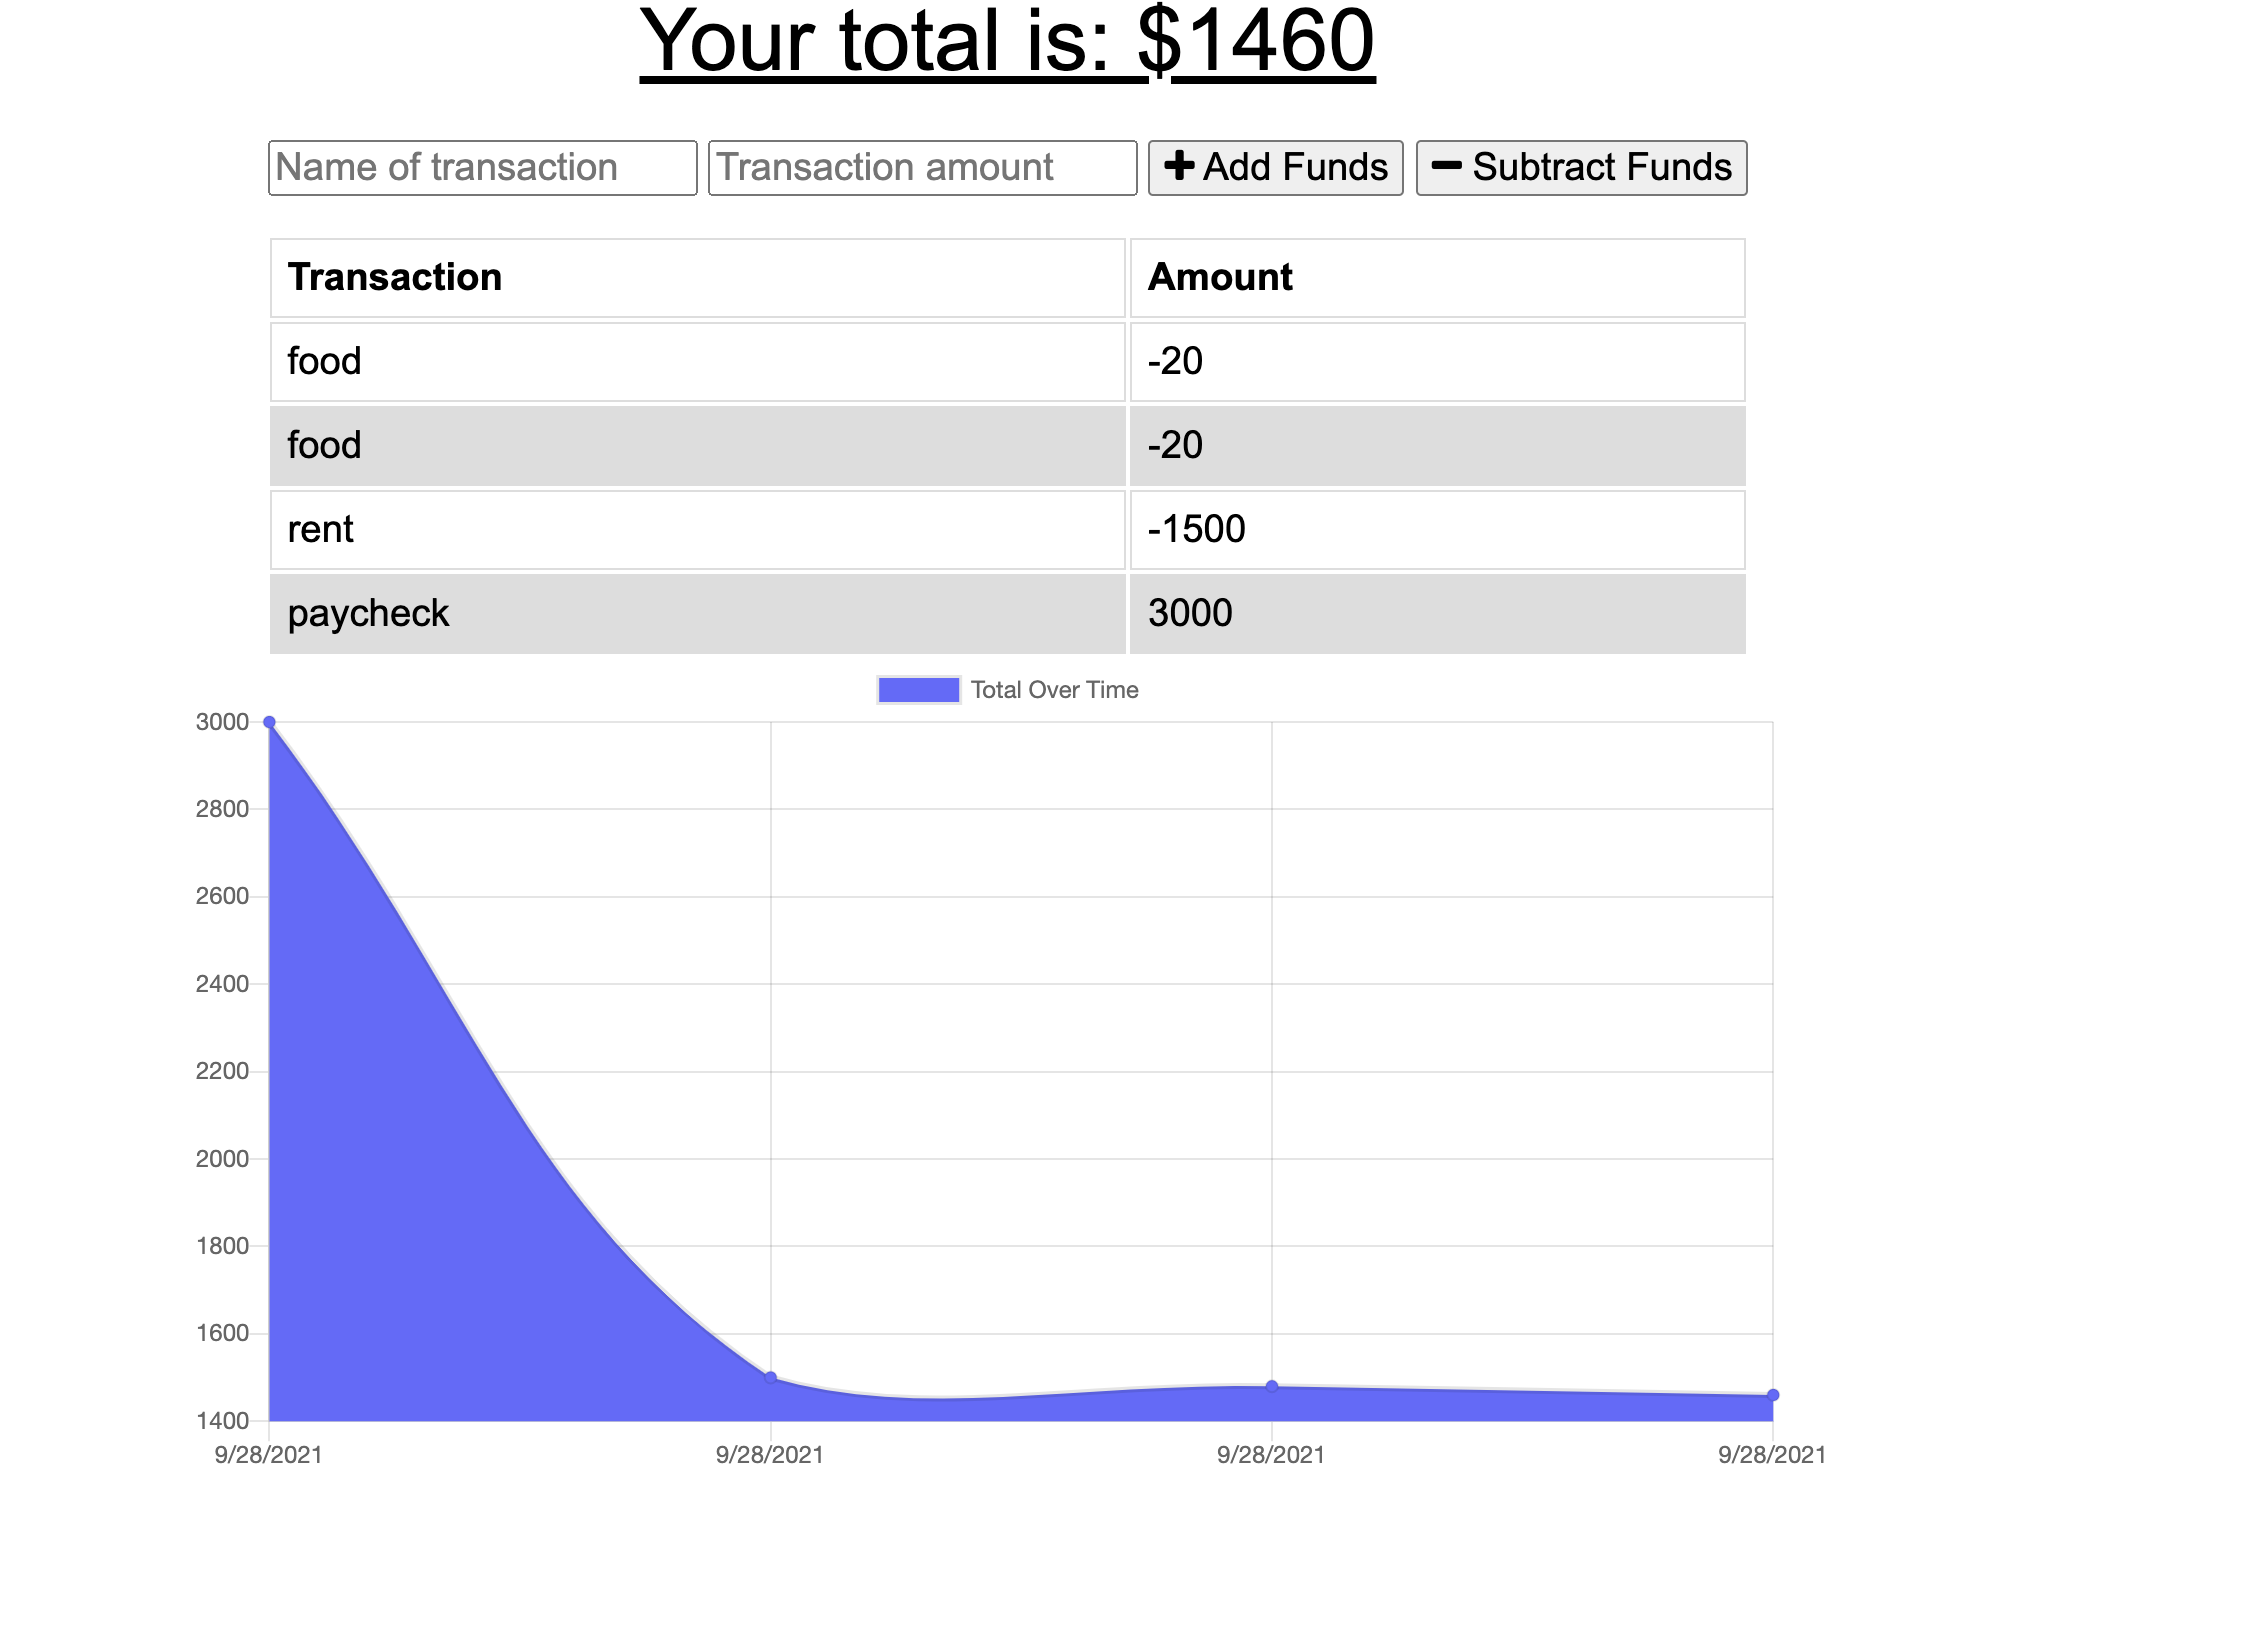 Your total is: $1460
Name of transaction Transaction amount Add Funds Subtract Funds
Transaction Amount
food -20
food -20
rent -1500
paycheck 3000
Total Over Time
3000
2800
2600
2400
2200
2000
1800
1600
1400
9/28/2021 9/28/2021 9/28/2021 9/28/2021